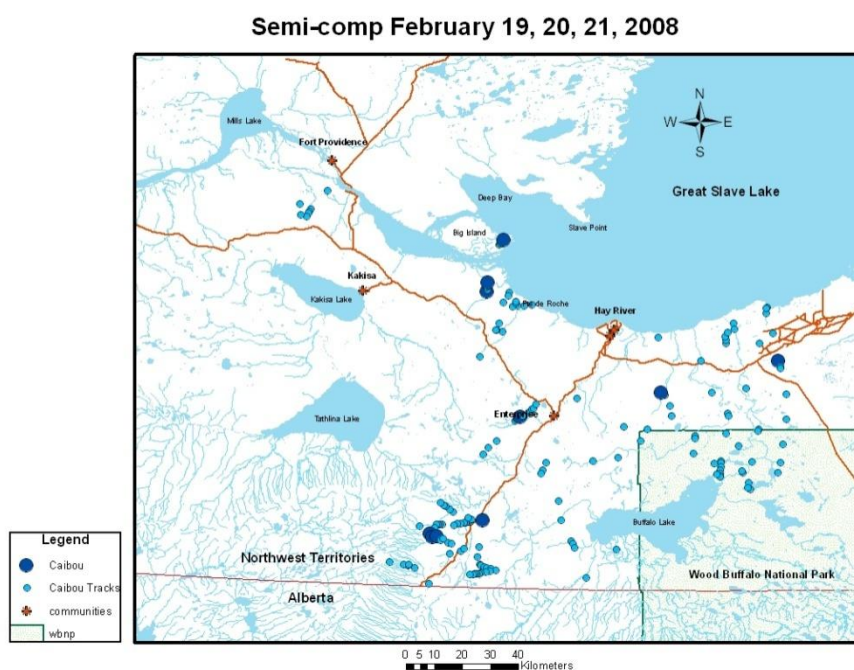 Semi-comp February 19, 20, 21, 2008
N
W E
S
Mills Lake
Fort Providence
Great Slave Lake
Deep Bay
Slave Point
Big Island
Kakisa
Kakisa Lake
Hay River
Tathlina Lake
Enterprise
Buffalo Lake
Northwest Territories
Wood Buffalo National Park
Alberta
Legend
Caibou
Caibou Tracks
communities
wbnp
0 5 10 20 30 40
Kilometers